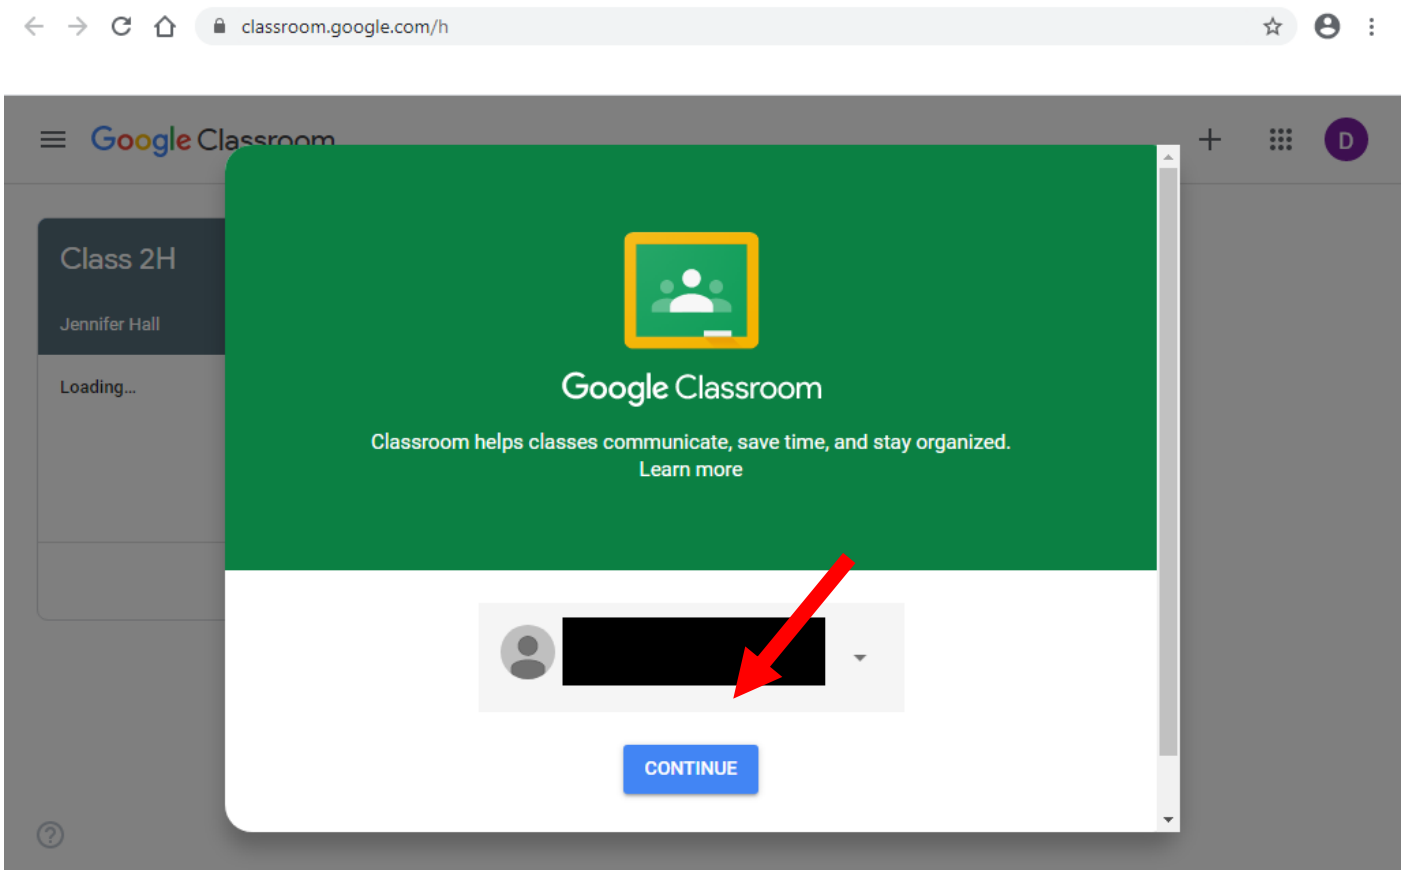 classroom.google.com/h
Google Classroom
D
Class 2H
Jennifer Hall
Loading...
Google Classroom
Classroom helps classes communicate, save time, and stay organized.
Learn more
CONTINUE